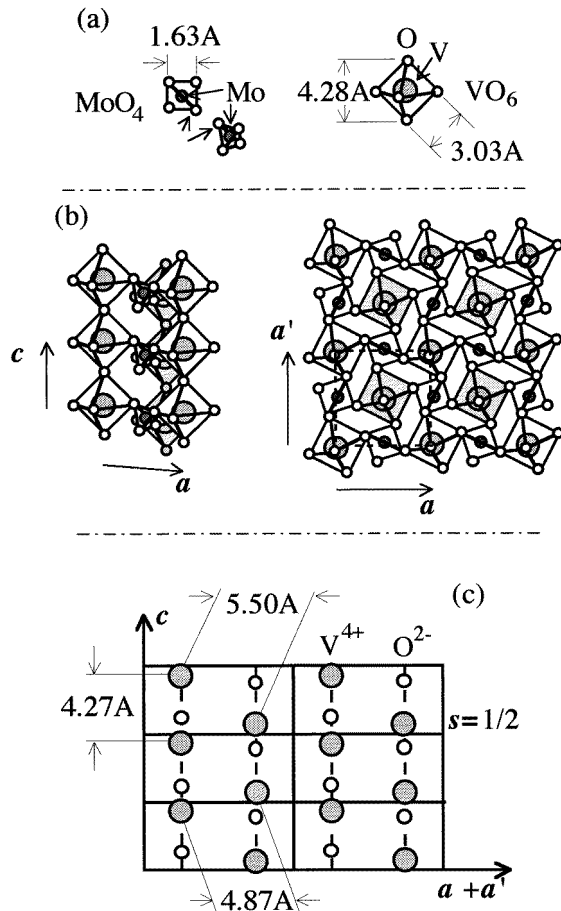 (a)
1.63A
O
V
MoO4
Mo
4.28A
VO6
3.03A
(b)
c
a
a'
a
(c)
c
5.50A
V4+
O2-
4.27A
s=1/2
4.87A
a +a'